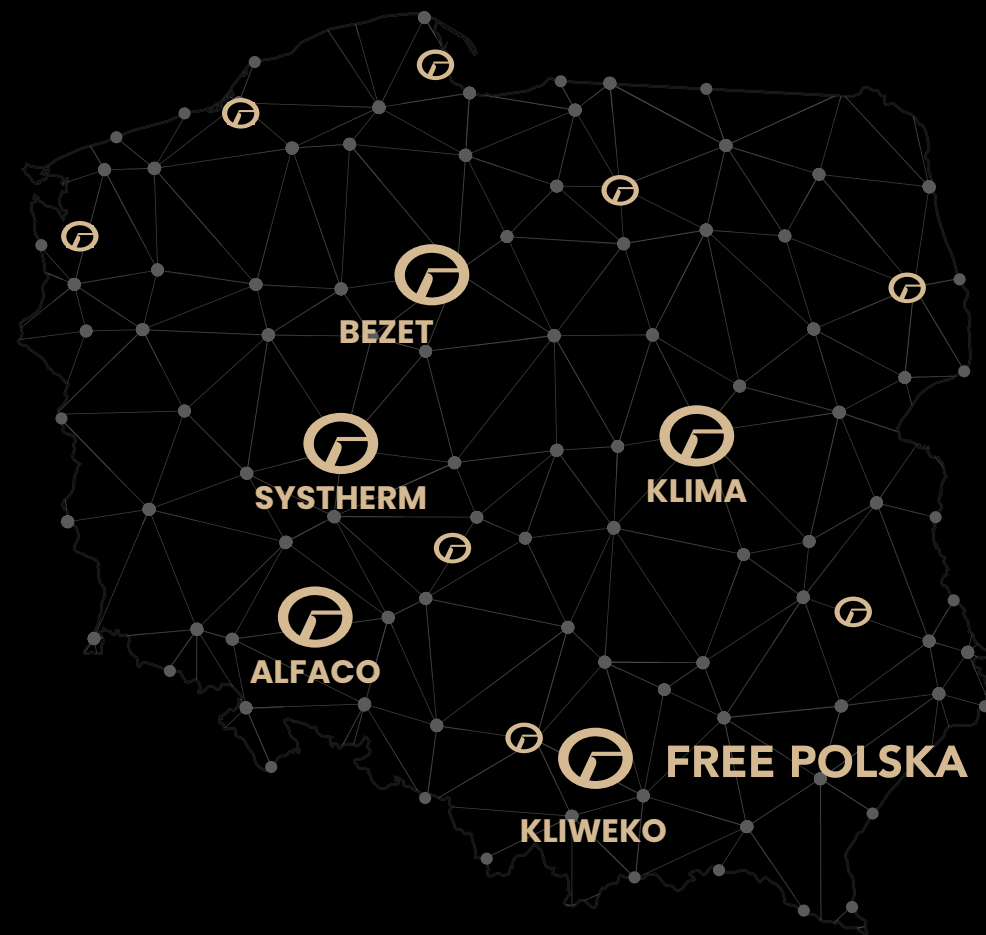 BEZET
SYSTHERM
KLIMA
ALFACO
FREE POLSKA
KLIWEKO